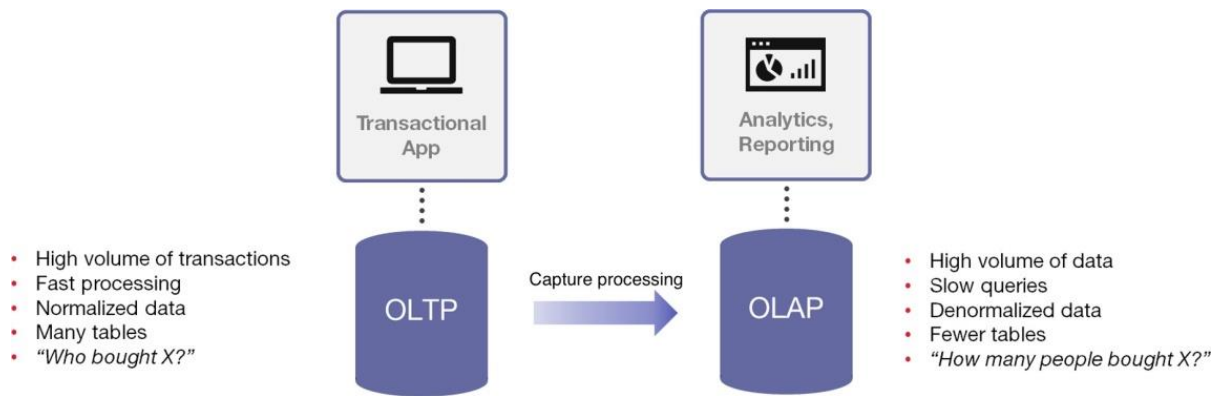 Transactional
App
Analytics,
Reporting
• High volume of transactions
• Fast processing
• Normalized data
• Many tables
• “Who bought X?”
OLTP
Capture processing
OLAP
• High volume of data
• Slow queries
• Denormalized data
• Fewer tables
• “How many people bought X?”